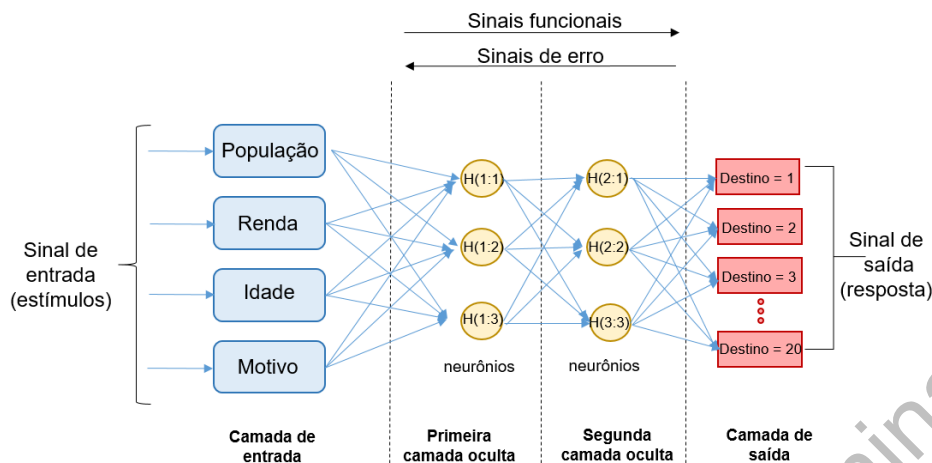 Sinais funcionais
Sinais de erro
Sinal de
entrada
(estímulos)
População
Renda
Idade
Motivo
H(1:1)
H(1:2)
H(1:3)
neurônios
H(2:1)
H(2:2)
H(3:3)
neurônios
Destino = 1
Destino = 2
Destino = 3
Destino = 20
Sinal de
saída
(resposta)
Camada de
entrada
Primeira
camada oculta
Segunda
camada oculta
Camada de
saída